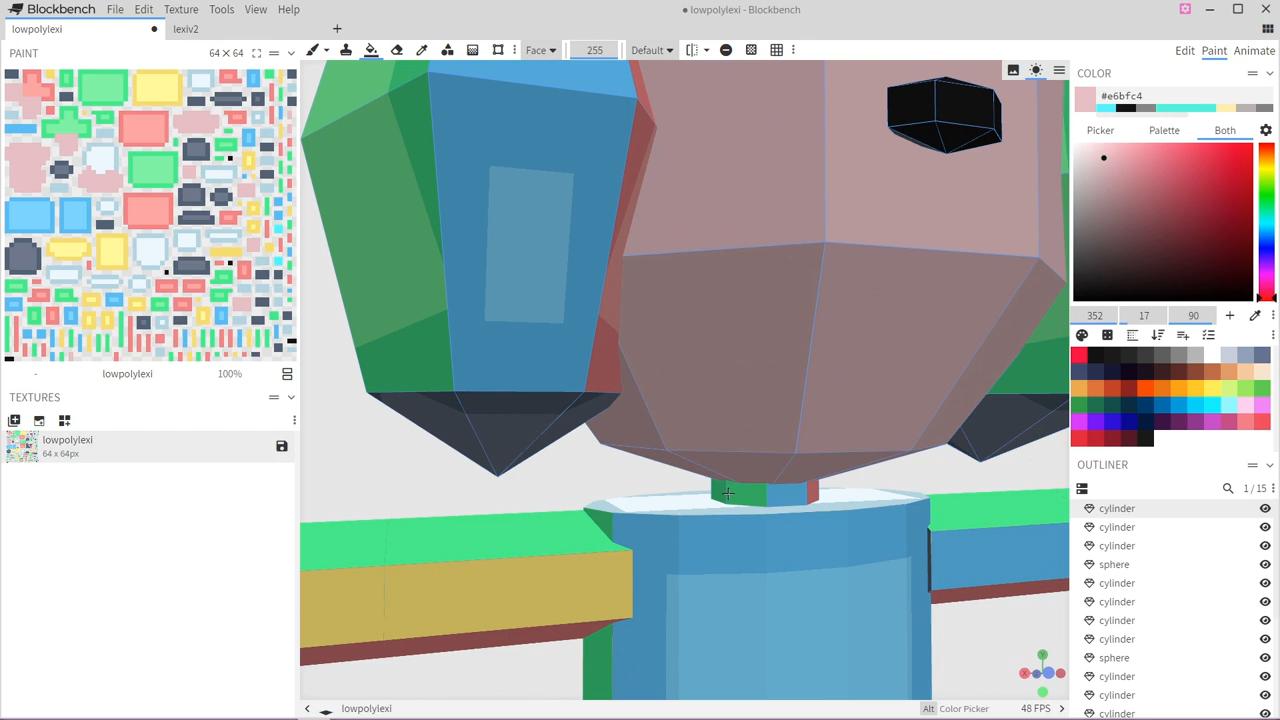 Blockbench File Edit Texture Tools View Help
lowpolylexi - Blockbench
lowpolylexi
lexiv2
PAINT
64 × 64
Face
255
Default
Edit Paint Animate
COLOR
#e6bfc4
Picker Palette Both
352 17 90
- lowpolylexi 100%
TEXTURES
lowpolylexi
64 x 64px
OUTLINER
1 / 15
cylinder
cylinder
cylinder
sphere
cylinder
cylinder
cylinder
cylinder
sphere
cylinder
cylinder
cylinder
Y
X
lowpolylexi
Alt Color Picker 48 FPS